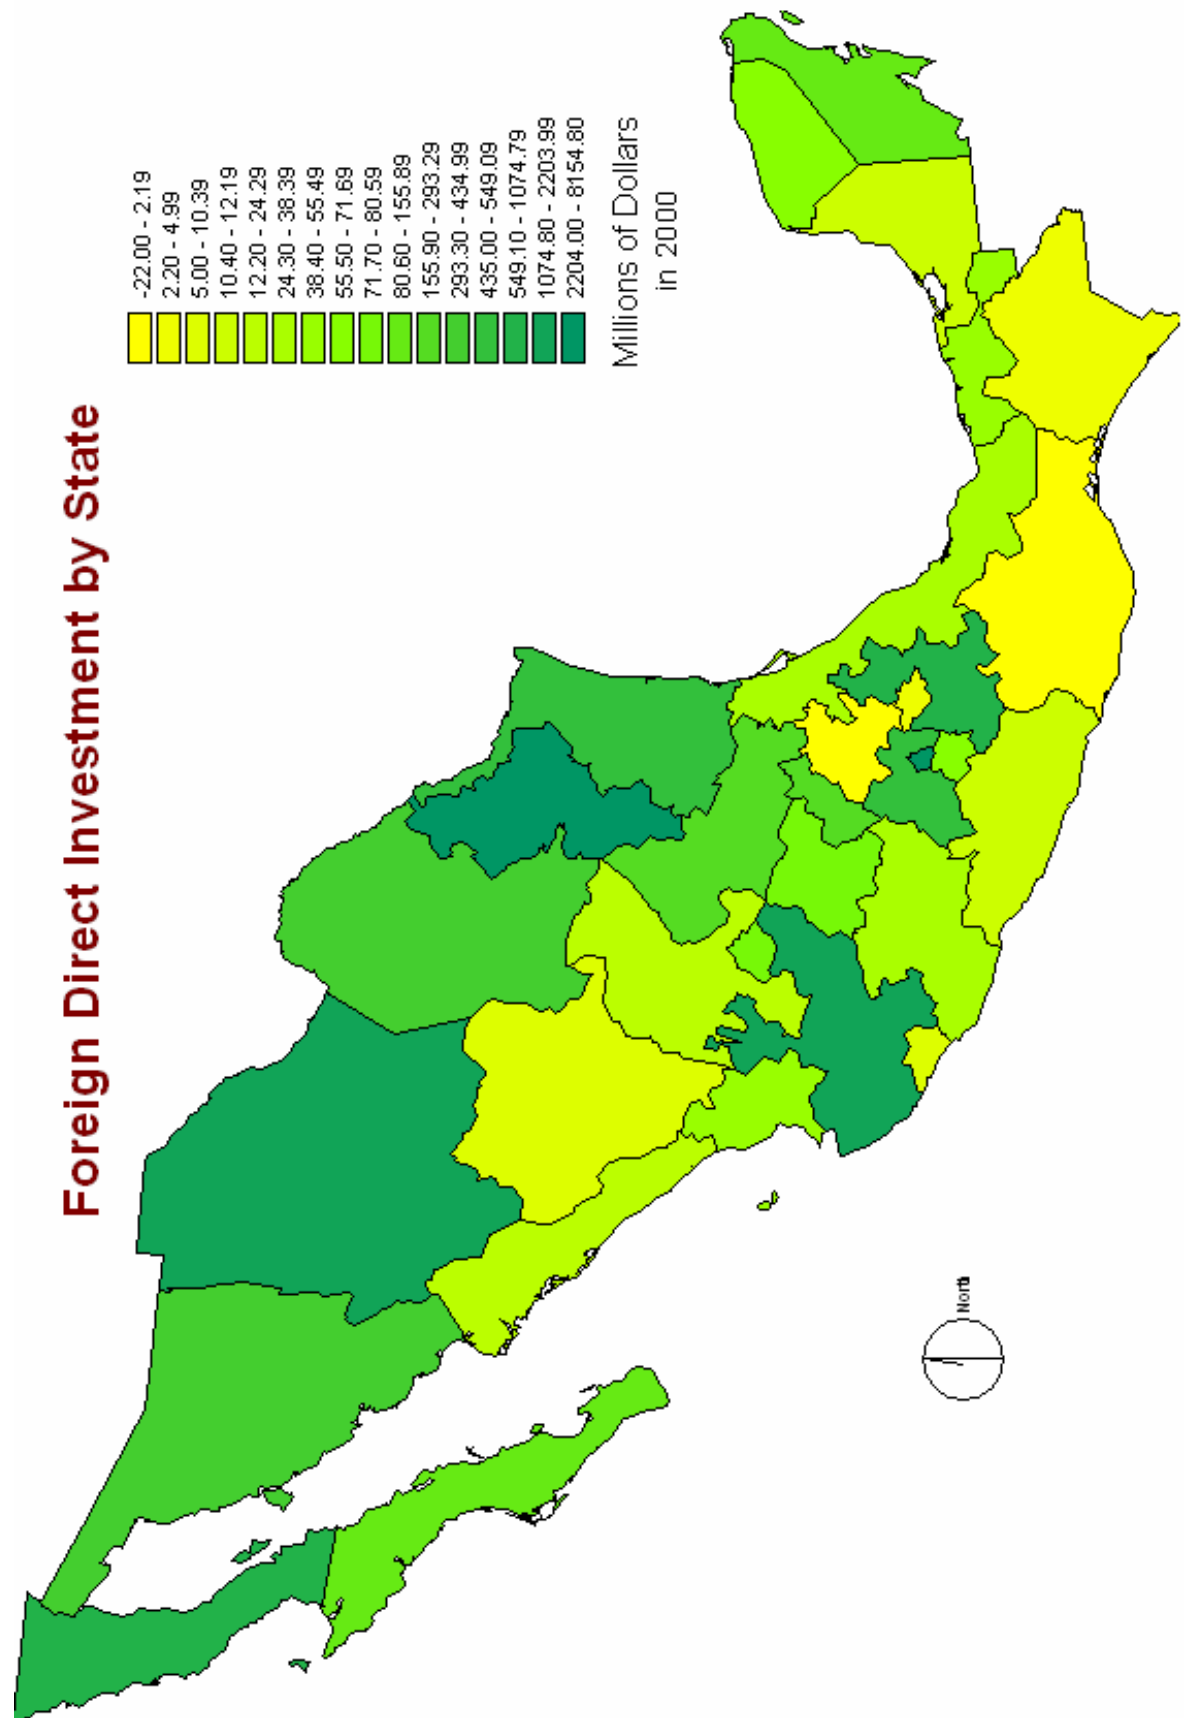 Foreign Direct Investment by State
-22.00 - 2.19
2.20 - 4.99
5.00 - 10.39
10.40 - 12.19
12.20 - 24.29
24.30 - 38.39
38.40 - 55.49
55.50 - 71.69
71.70 - 80.59
80.60 - 155.89
155.90 - 293.29
293.30 - 434.99
435.00 - 549.09
549.10 - 1074.79
1074.80 - 2203.99
2204.00 - 8154.80
Millions of Dollars
in 2000
North